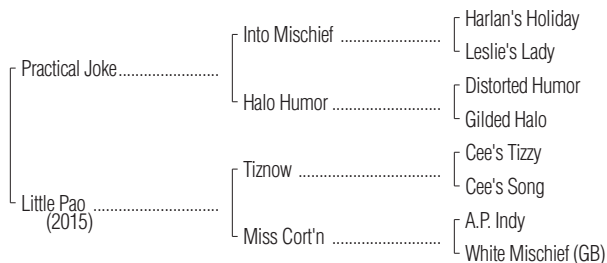 Harlan's Holiday
Into Mischief
Leslie's Lady
Practical Joke
Distorted Humor
Halo Humor
Gilded Halo
Cee's Tizzy
Tiznow
Cee's Song
Little Pao
(2015)
A.P. Indy
Miss Cort'n
White Mischief (GB)